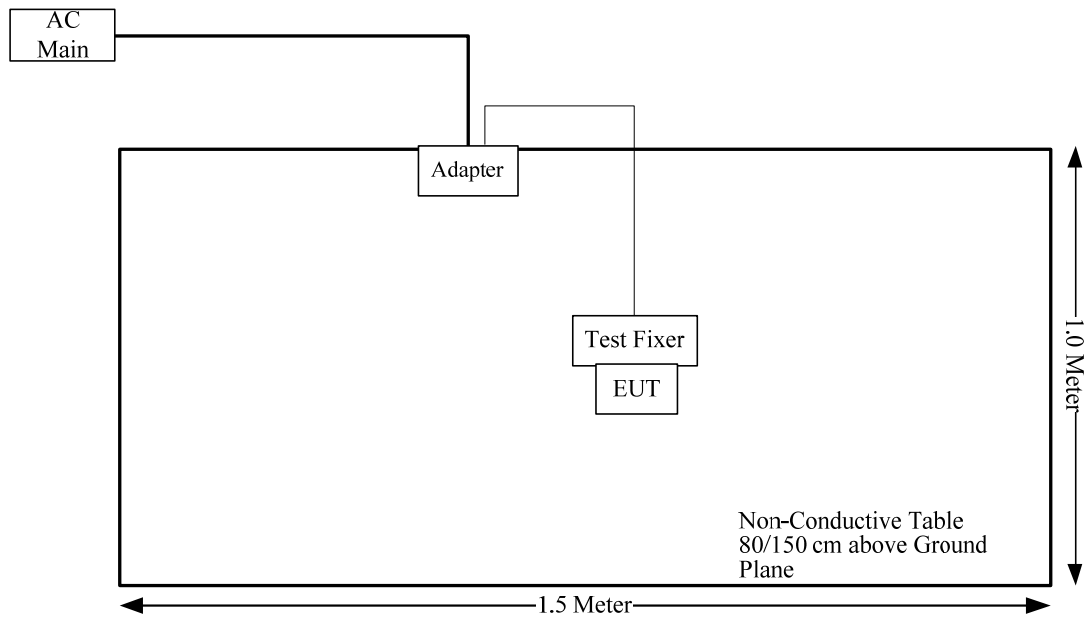 AC
Main
Adapter
Test Fixer
EUT
1.0 Meter
Non-Conductive Table
80/150 cm above Ground
Plane
1.5 Meter